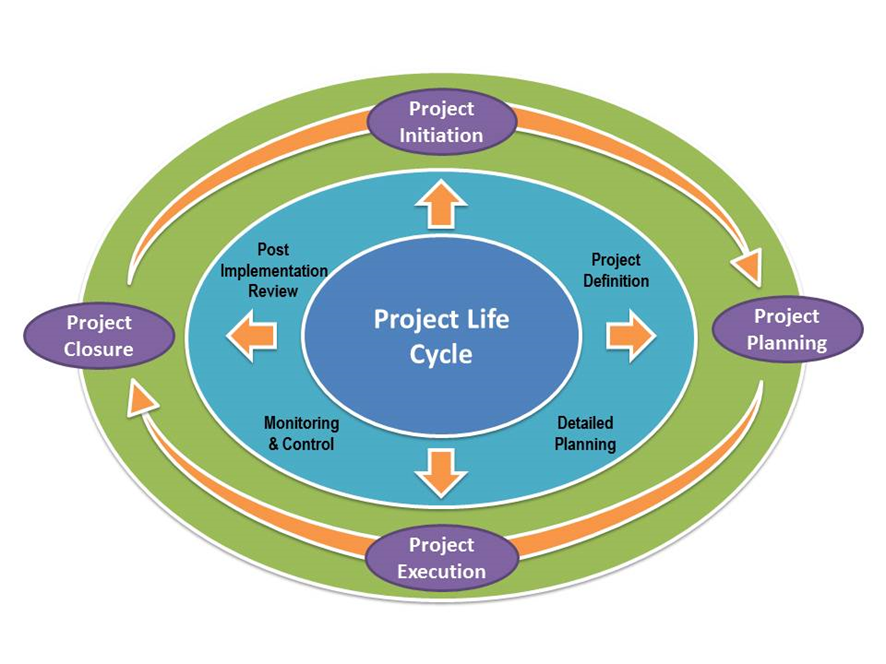 Project
Initiation
Post
Implementation
Review
Project
Definition
Project
Closure
Project Life
Cycle
Project
Planning
Monitoring
& Control
Detailed
Planning
Project
Execution